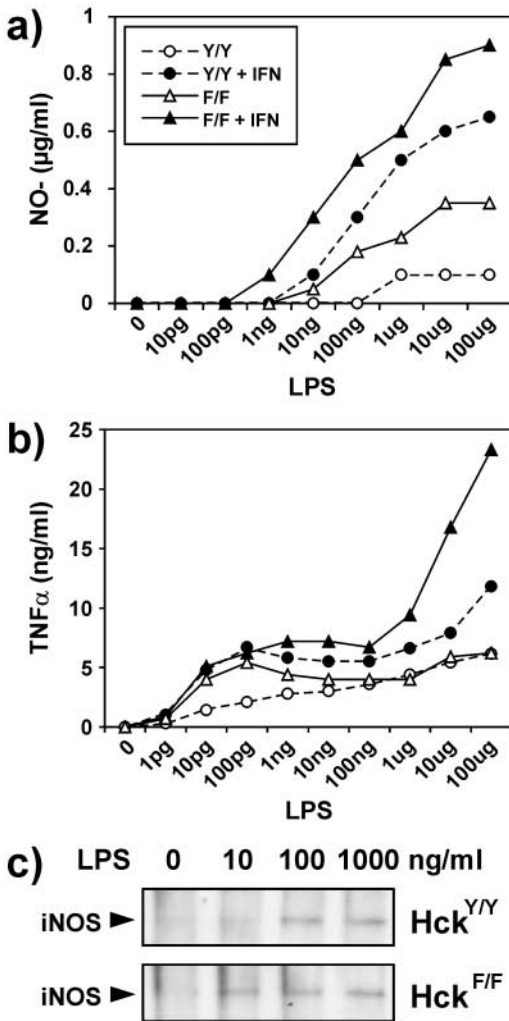 a)
NO- (µg/ml)
1
0.8
0.6
0.4
0.2
0
Y/Y
Y/Y + IFN
F/F
F/F + IFN
0 10pg 100pg 1ng 10ng 100ng 1ug 10ug 100ug
LPS
b)
TNFα (ng/ml)
25
20
15
10
5
0
0 1pg 10pg 100pg 1ng 10ng 100ng 1ug 10ug 100ug
LPS
c) LPS 0 10 100 1000 ng/ml
iNOS Hck Y/Y
iNOS Hck F/F